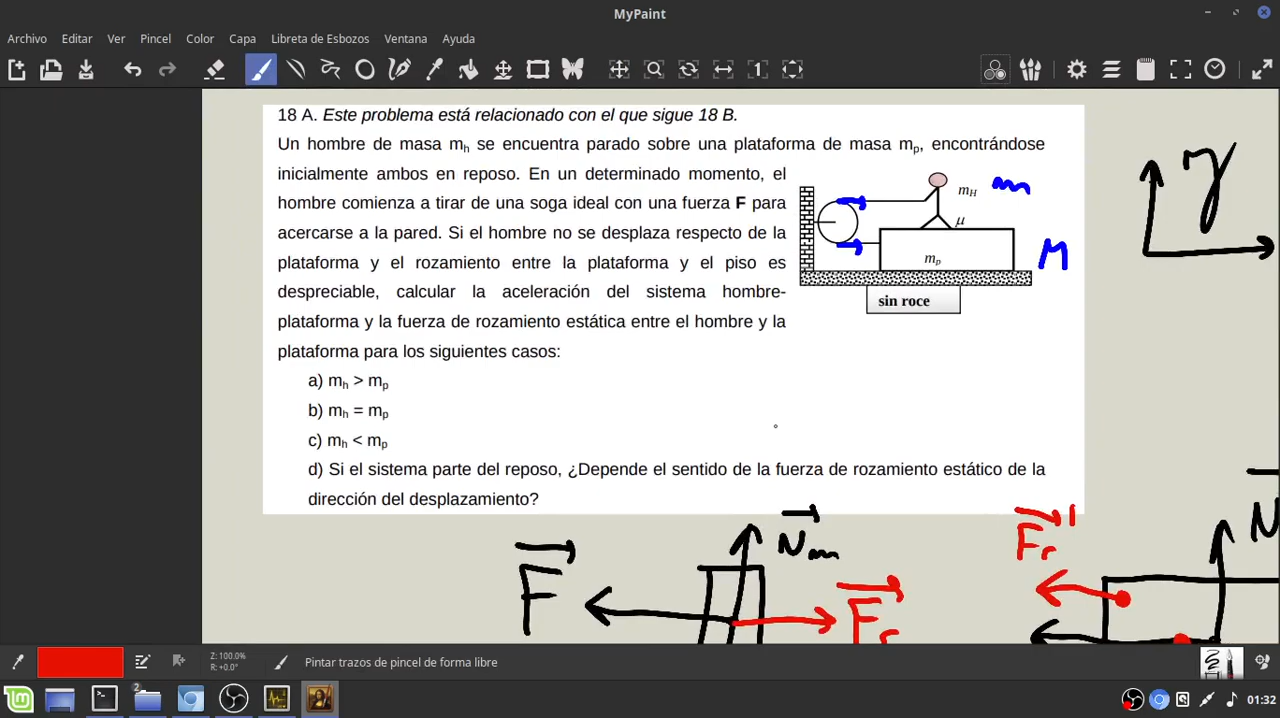 MyPaint
Archivo Editar Ver Pincel Color Capa Libreta de Esbozos Ventana Ayuda
18 A. Este problema está relacionado con el que sigue 18 B.
Un hombre de masa mh se encuentra parado sobre una plataforma de masa mp, encontrándose
inicialmente ambos en reposo. En un determinado momento, el
hombre comienza a tirar de una soga ideal con una fuerza F para
acercarse a la pared. Si el hombre no se desplaza respecto de la
plataforma y el rozamiento entre la plataforma y el piso es
despreciable, calcular la aceleración del sistema hombre-
plataforma y la fuerza de rozamiento estática entre el hombre y la
plataforma para los siguientes casos:
a) mh > mp
b) mh = mp
c) mh < mp
d) Si el sistema parte del reposo, ¿Depende el sentido de la fuerza de rozamiento estático de la
dirección del desplazamiento?
mH
m
μ
M
mp
sin roce
F
Nm
Fr
Fr'
N
Z: 100.0%
R: +0.0°
Pintar trazos de pincel de forma libre
2
01:32